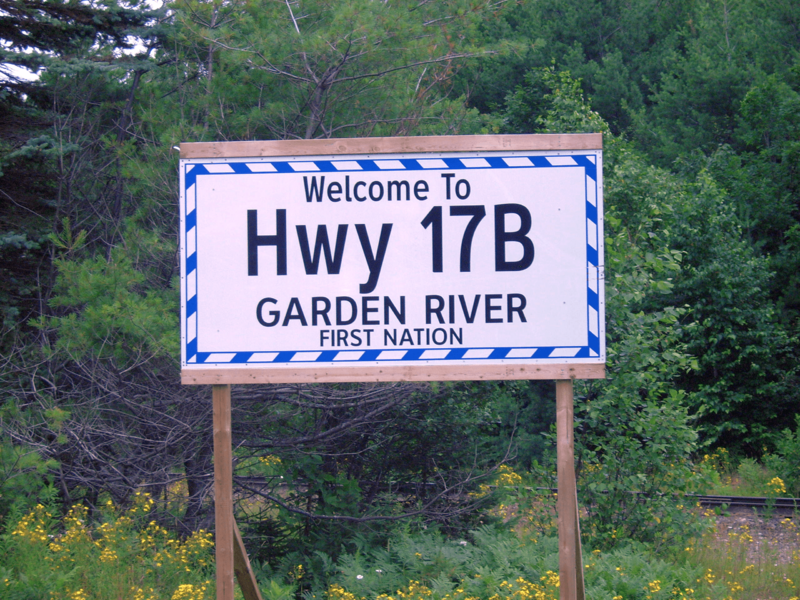 Welcome To
Hwy 17B
GARDEN RIVER
FIRST NATION